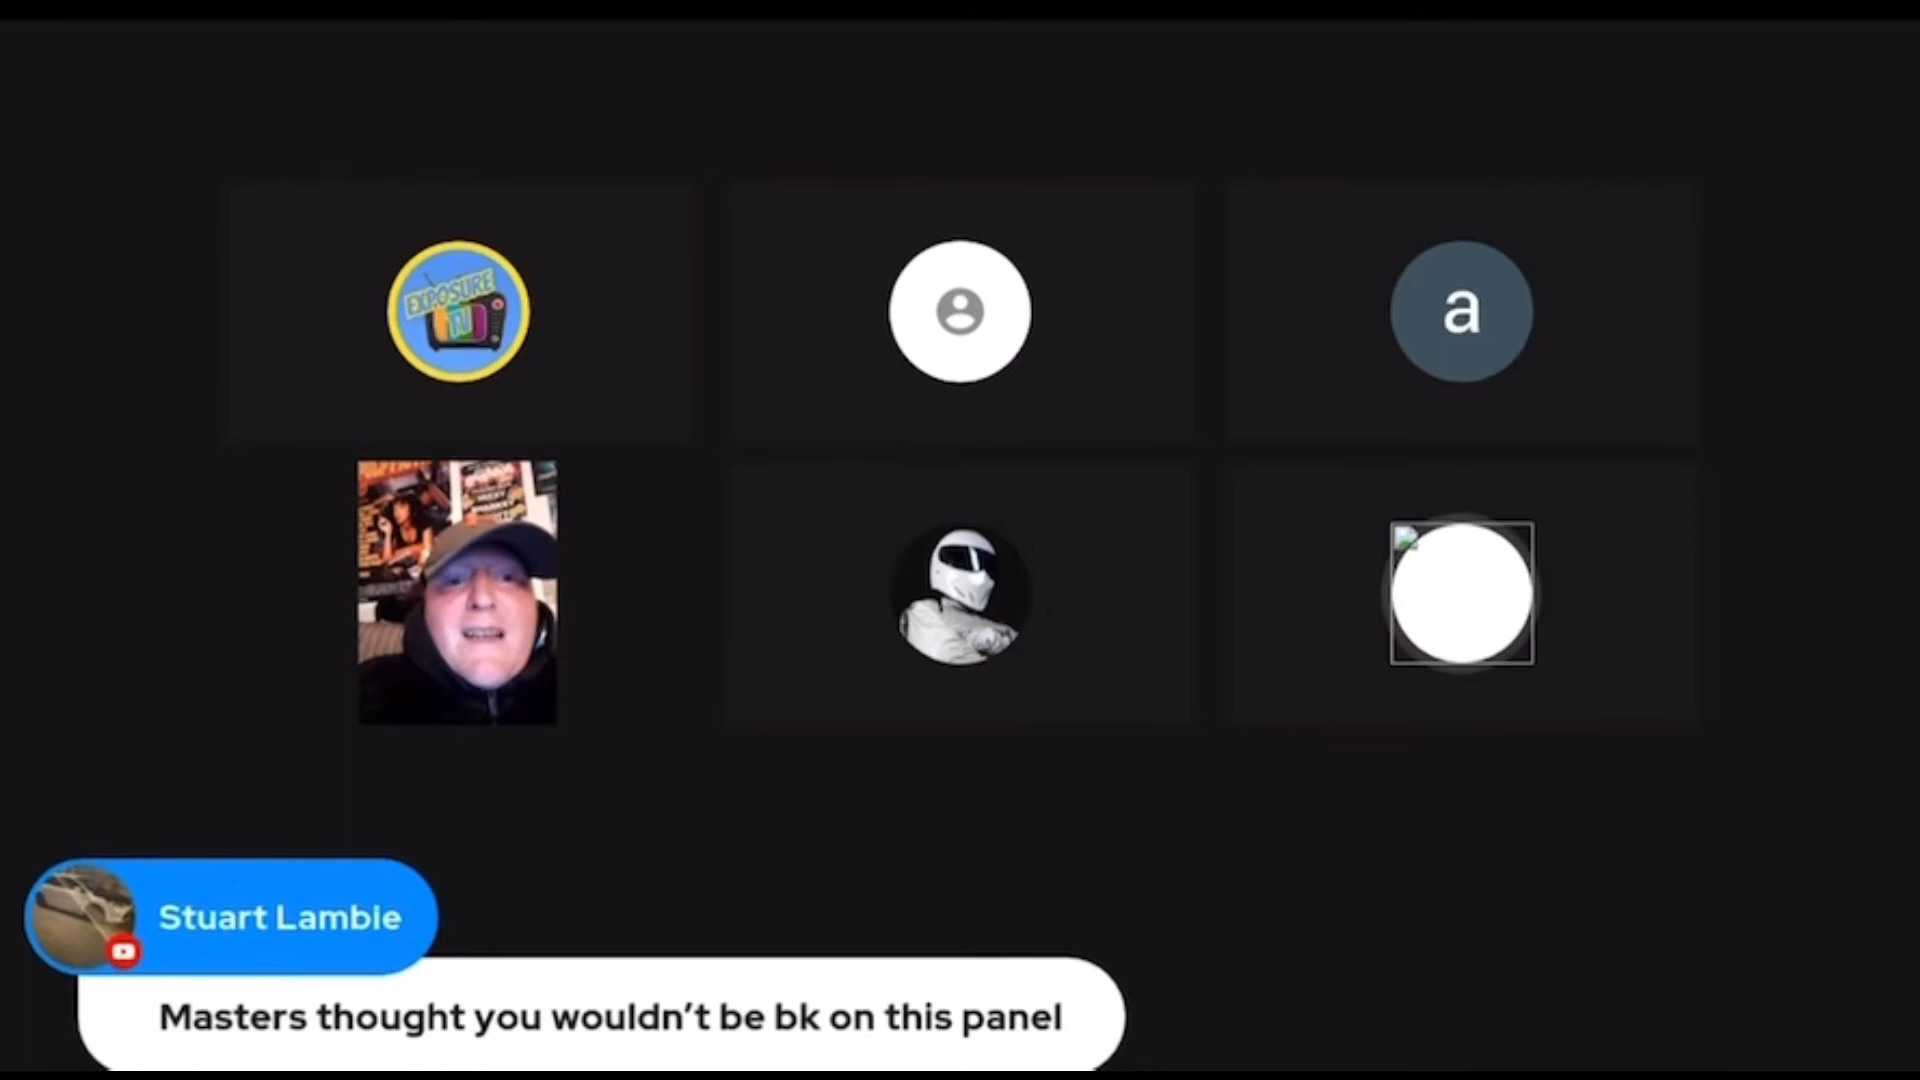 EXPOSURE
TV
a
Stuart Lambie
Masters thought you wouldn't be bk on this panel